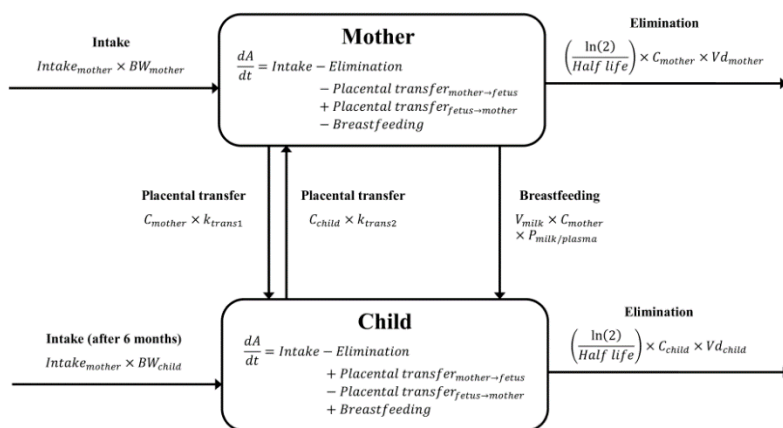 Intake
Intake_mother × BW_mother
Mother
dA/dt = Intake − Elimination
− Placental transfer_mother→fetus
+ Placental transfer_fetus→mother
− Breastfeeding
Elimination
(ln(2)/Half life) × C_mother × Vd_mother
Placental transfer
C_mother × k_trans1
Placental transfer
C_child × k_trans2
Breastfeeding
V_milk × C_mother
× P_milk/plasma
Intake (after 6 months)
Intake_mother × BW_child
Child
dA/dt = Intake − Elimination
+ Placental transfer_mother→fetus
− Placental transfer_fetus→mother
+ Breastfeeding
Elimination
(ln(2)/Half life) × C_child × Vd_child